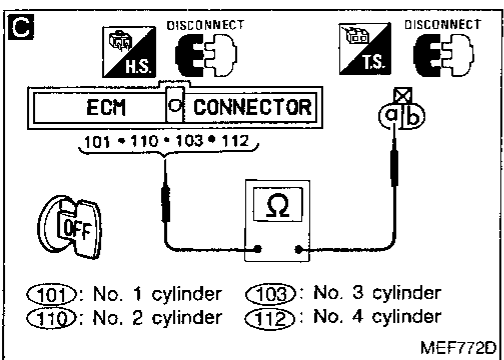 C
DISCONNECT
H.S.
DISCONNECT
T.S.
ECM CONNECTOR
a b
101 • 110 • 103 • 112
Ω
OFF
101: No. 1 cylinder 103: No. 3 cylinder
110: No. 2 cylinder 112: No. 4 cylinder
MEF772D